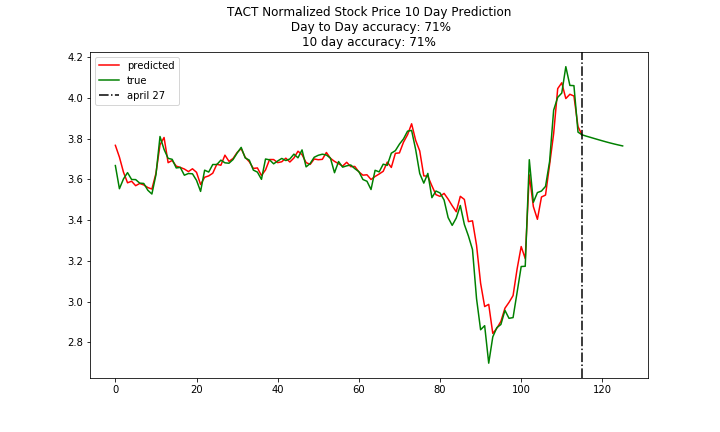 TACT Normalized Stock Price 10 Day Prediction
Day to Day accuracy: 71%
10 day accuracy: 71%
predicted
true
april 27
4.2
4.0
3.8
3.6
3.4
3.2
3.0
2.8
0 20 40 60 80 100 120